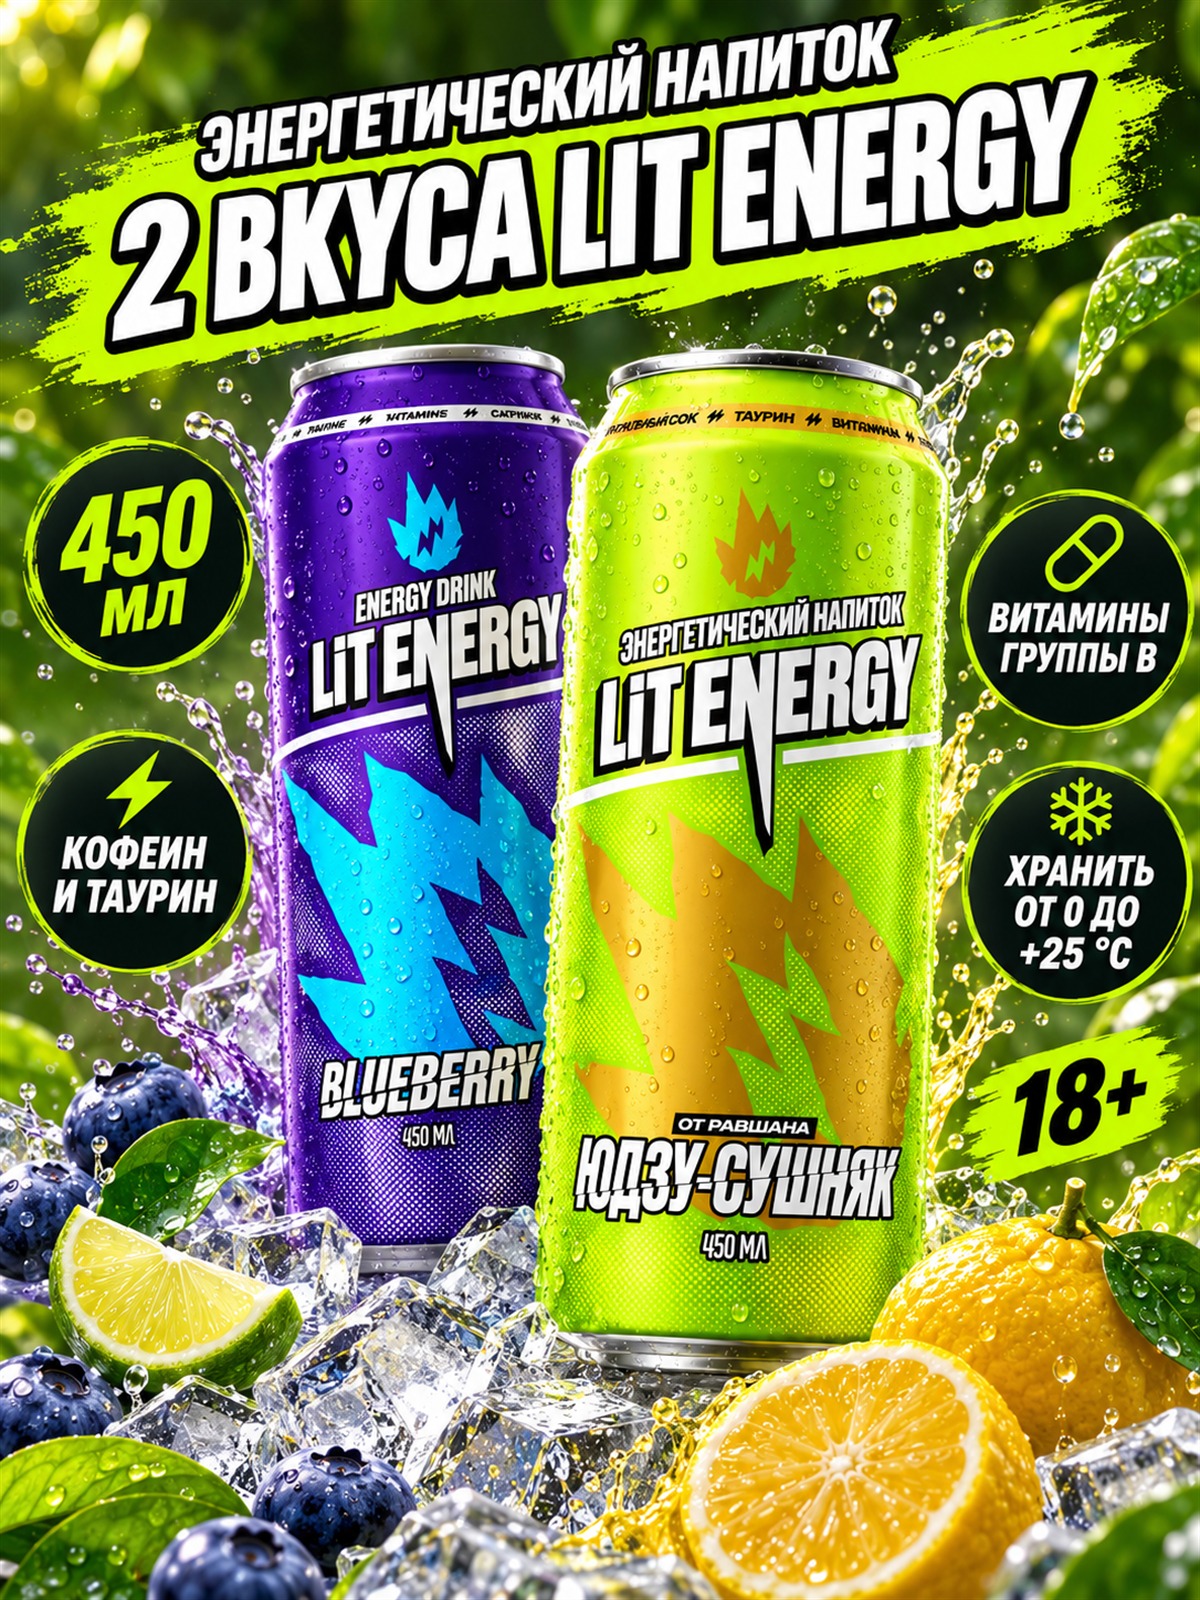 ЭНЕРГЕТИЧЕСКИЙ НАПИТОК
2 ВКУСА LIT ENERGY
450
МЛ
КОФЕИН
И ТАУРИН
VITAMINS
ENERGY DRINK
LIT ENERGY
BLUEBERRY
450 МЛ
ТАУРИН
ВИТАМИНЫ
ЭНЕРГЕТИЧЕСКИЙ НАПИТОК
LIT ENERGY
ОТ РАВШАНА
ЮДЗУ-СУШНЯК
450 МЛ
ВИТАМИНЫ
ГРУППЫ В
ХРАНИТЬ
ОТ 0 ДО
+25 °C
18+